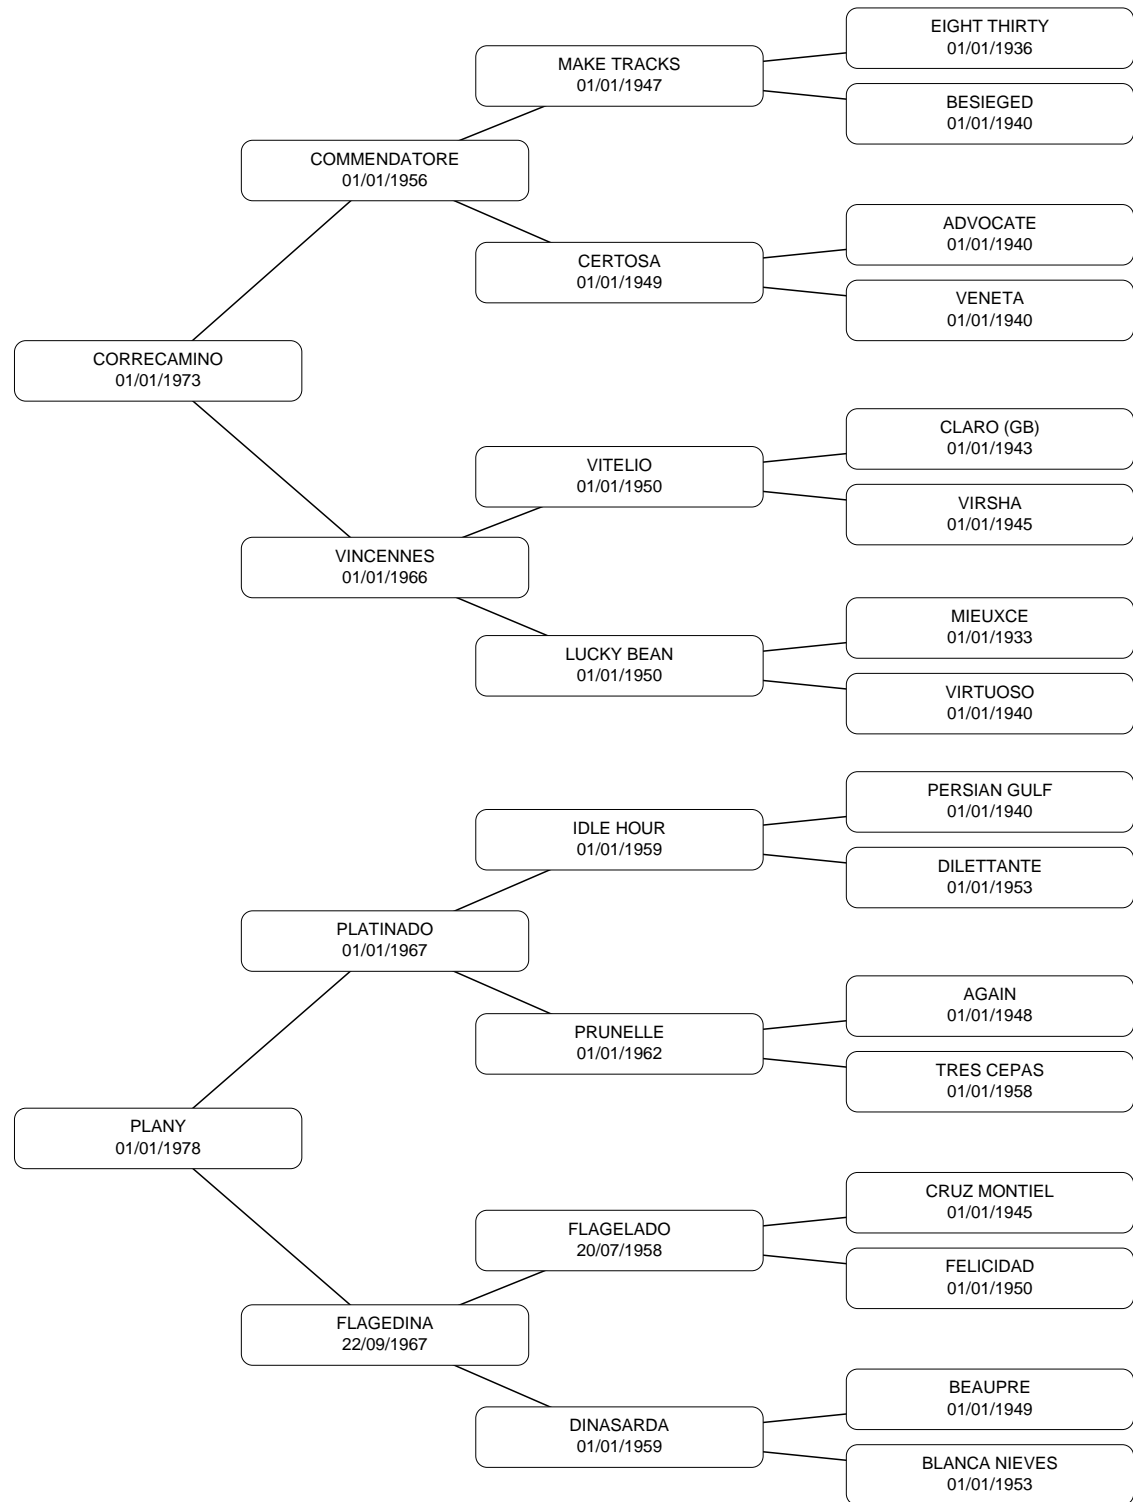 EIGHT THIRTY
01/01/1936
MAKE TRACKS
01/01/1947
BESIEGED
01/01/1940
COMMENDATORE
01/01/1956
ADVOCATE
01/01/1940
CERTOSA
01/01/1949
VENETA
01/01/1940
CORRECAMINO
01/01/1973
CLARO (GB)
01/01/1943
VITELIO
01/01/1950
VIRSHA
01/01/1945
VINCENNES
01/01/1966
MIEUXCE
01/01/1933
LUCKY BEAN
01/01/1950
VIRTUOSO
01/01/1940
PERSIAN GULF
01/01/1940
IDLE HOUR
01/01/1959
DILETTANTE
01/01/1953
PLATINADO
01/01/1967
AGAIN
01/01/1948
PRUNELLE
01/01/1962
TRES CEPAS
01/01/1958
PLANY
01/01/1978
CRUZ MONTIEL
01/01/1945
FLAGELADO
20/07/1958
FELICIDAD
01/01/1950
FLAGEDINA
22/09/1967
BEAUPRE
01/01/1949
DINASARDA
01/01/1959
BLANCA NIEVES
01/01/1953